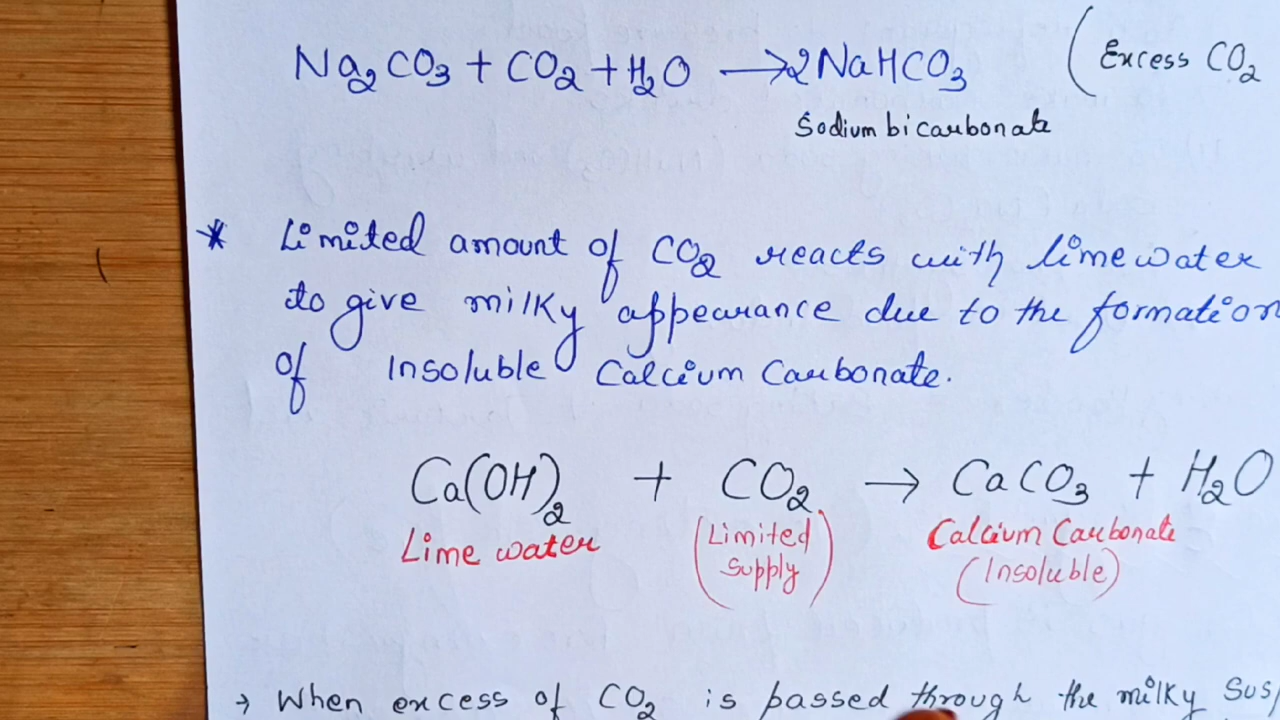 Na₂CO₃ + CO₂ + H₂O → 2NaHCO₃ (Excess CO₂
Sodium bicarbonate
* Limited amount of CO₂ reacts with lime water
to give milky appearance due to the formation
of Insoluble Calcium Carbonate.
Ca(OH)₂ + CO₂ → CaCO₃ + H₂O
Lime water (Limited Supply) Calcium Carbonate (Insoluble)
→ When excess of CO₂ is passed through the milky